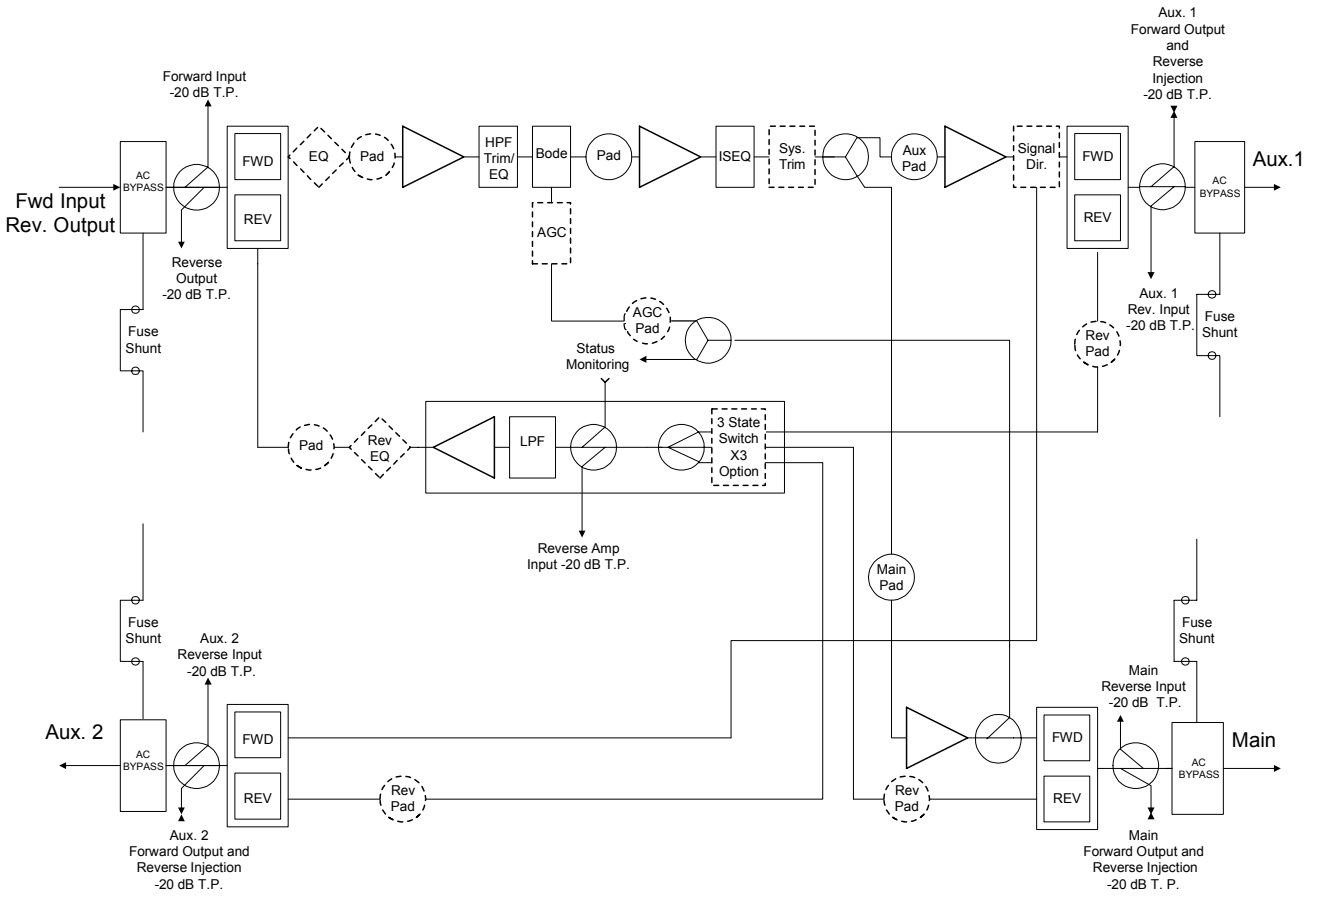 Aux. 1
Forward Output
and
Reverse
Injection
-20 dB T.P.
Forward Input
-20 dB T.P.
AC
BYPASS
FWD
REV
EQ
Pad
HPF
Trim/
EQ
Bode
Pad
ISEQ
Sys.
Trim
Aux
Pad
Signal
Dir.
FWD
REV
AC
BYPASS
Aux.1
Fwd Input
Rev. Output
AGC
Reverse
Output
-20 dB T.P.
Aux. 1
Rev. Input
-20 dB T.P.
Fuse
Shunt
AGC
Pad
Fuse
Shunt
Rev
Pad
Status
Monitoring
Pad
Rev
EQ
LPF
3 State
Switch
X3
Option
Reverse Amp
Input -20 dB T.P.
Main
Pad
Fuse
Shunt
Fuse
Shunt
Aux. 2
Reverse Input
-20 dB T.P.
Main
Reverse Input
-20 dB T.P.
Aux. 2
AC
BYPASS
FWD
REV
Rev
Pad
Rev
Pad
FWD
REV
AC
BYPASS
Main
Aux. 2
Forward Output and
Reverse Injection
-20 dB T.P.
Main
Forward Output and
Reverse Injection
-20 dB T. P.